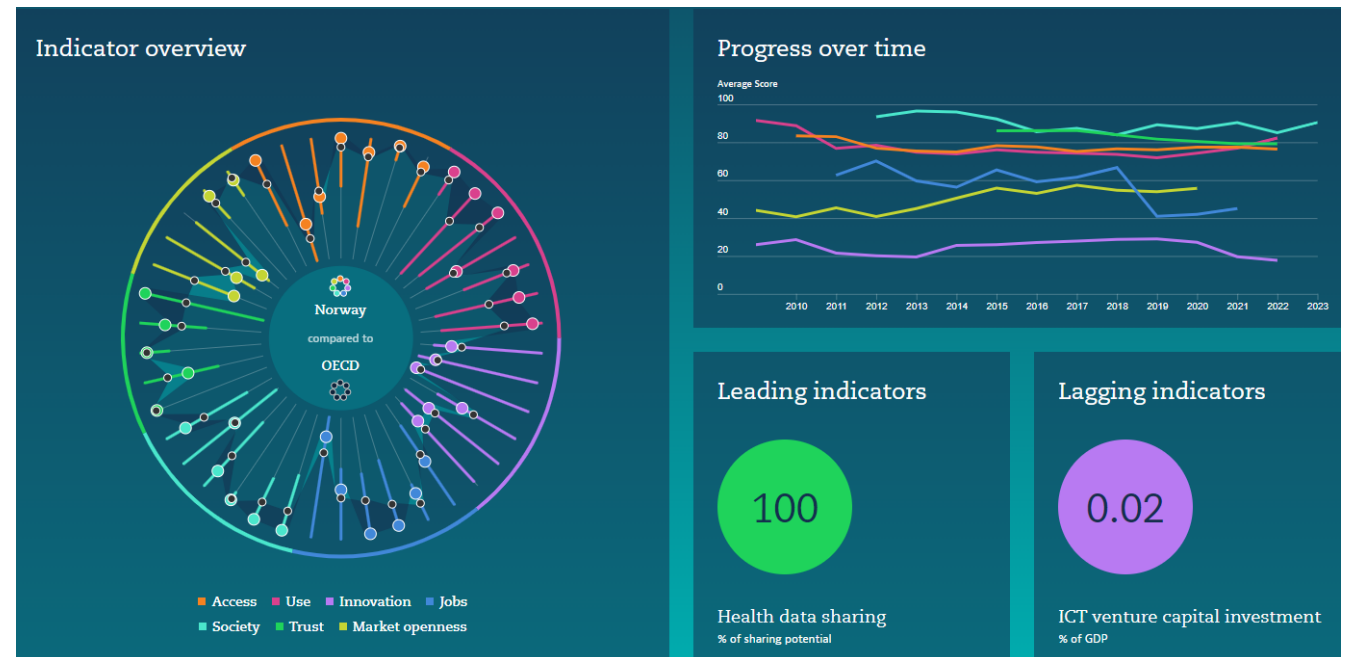 Indicator overview
Norway
compared to
OECD
Access Use Innovation Jobs
Society Trust Market openness
Progress over time
Average Score
100
80
60
40
20
0
2010 2011 2012 2013 2014 2015 2016 2017 2018 2019 2020 2021 2022 2023
Leading indicators
100
Health data sharing
% of sharing potential
Lagging indicators
0.02
ICT venture capital investment
% of GDP